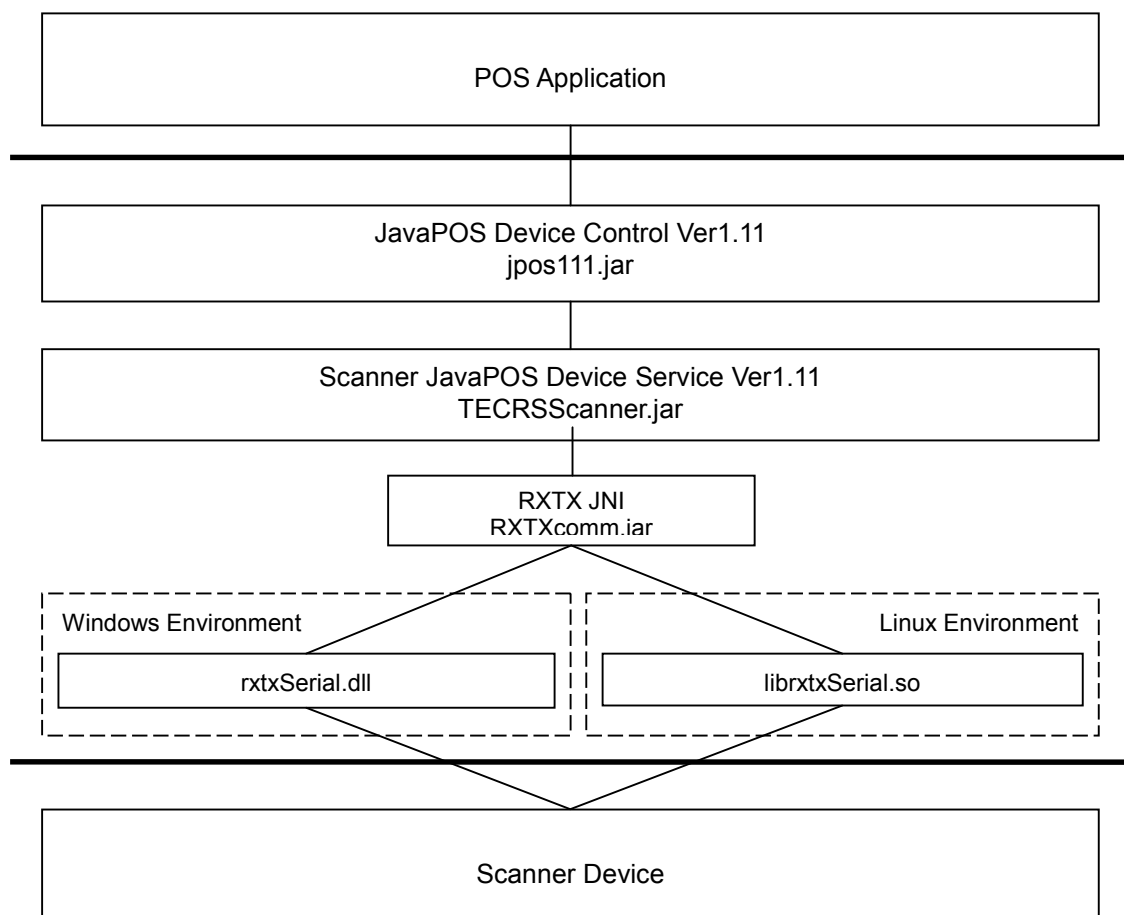 POS Application
JavaPOS Device Control Ver1.11
jpos111.jar
Scanner JavaPOS Device Service Ver1.11
TECRSScanner.jar
RXTX JNI
RXTXcomm.jar
Windows Environment
Linux Environment
rxtxSerial.dll
librxtxSerial.so
Scanner Device